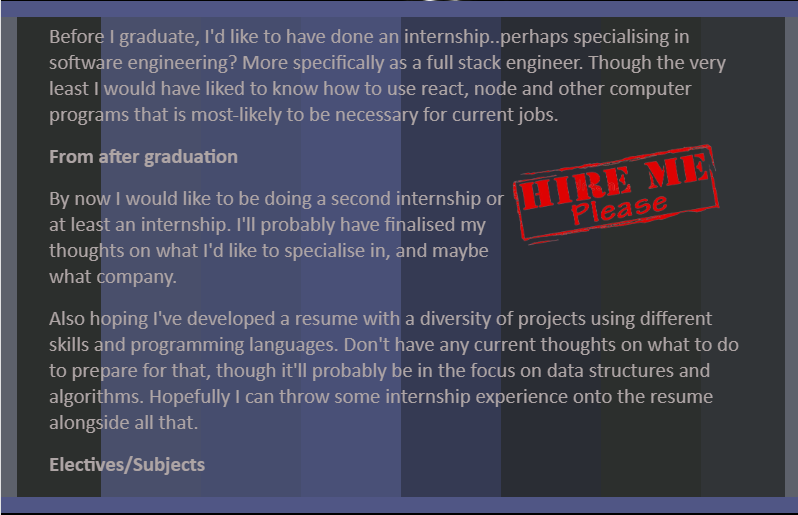 Before I graduate, I'd like to have done an internship..perhaps specialising in
software engineering? More specifically as a full stack engineer. Though the very
least I would have liked to know how to use react, node and other computer
programs that is most-likely to be necessary for current jobs.
From after graduation
By now I would like to be doing a second internship or
at least an internship. I'll probably have finalised my
thoughts on what I'd like to specialise in, and maybe
what company.
HIRE ME
Please
Also hoping I've developed a resume with a diversity of projects using different
skills and programming languages. Don't have any current thoughts on what to do
to prepare for that, though it'll probably be in the focus on data structures and
algorithms. Hopefully I can throw some internship experience onto the resume
alongside all that.
Electives/Subjects